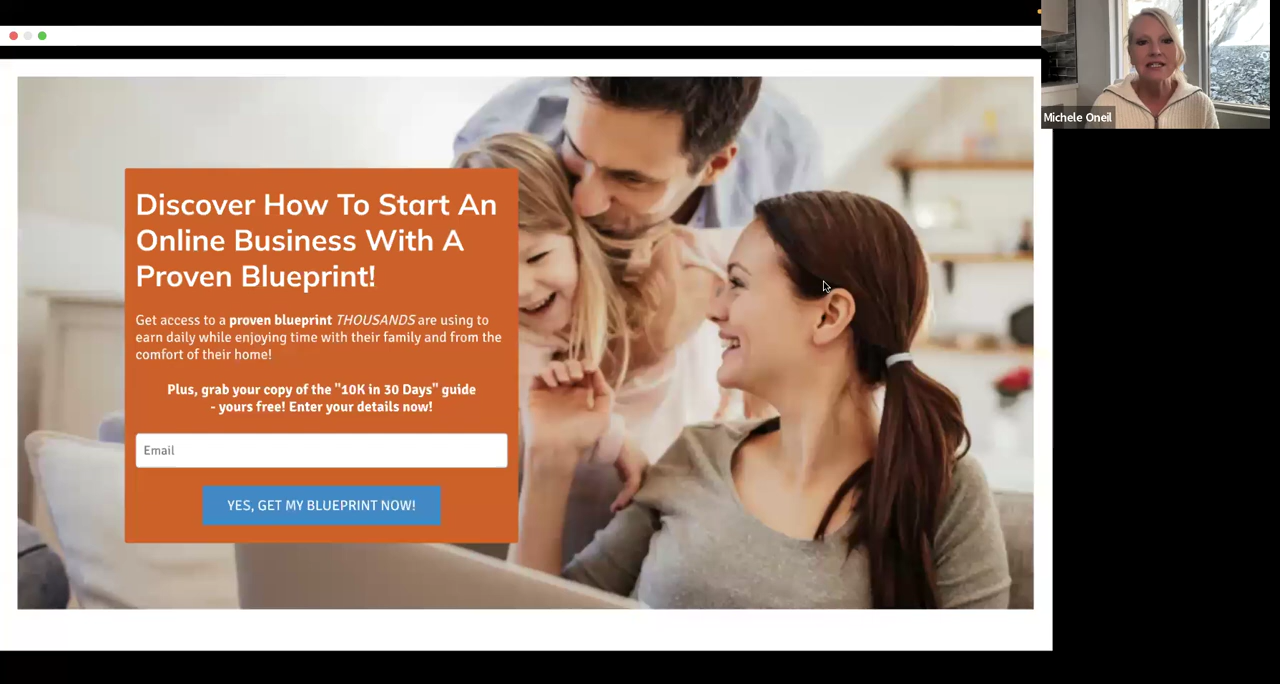 Michele Oneil
Discover How To Start An
Online Business With A
Proven Blueprint!
Get access to a proven blueprint THOUSANDS are using to
earn daily while enjoying time with their family and from the
comfort of their home!
Plus, grab your copy of the "10K in 30 Days" guide
- yours free! Enter your details now!
Email
YES, GET MY BLUEPRINT NOW!